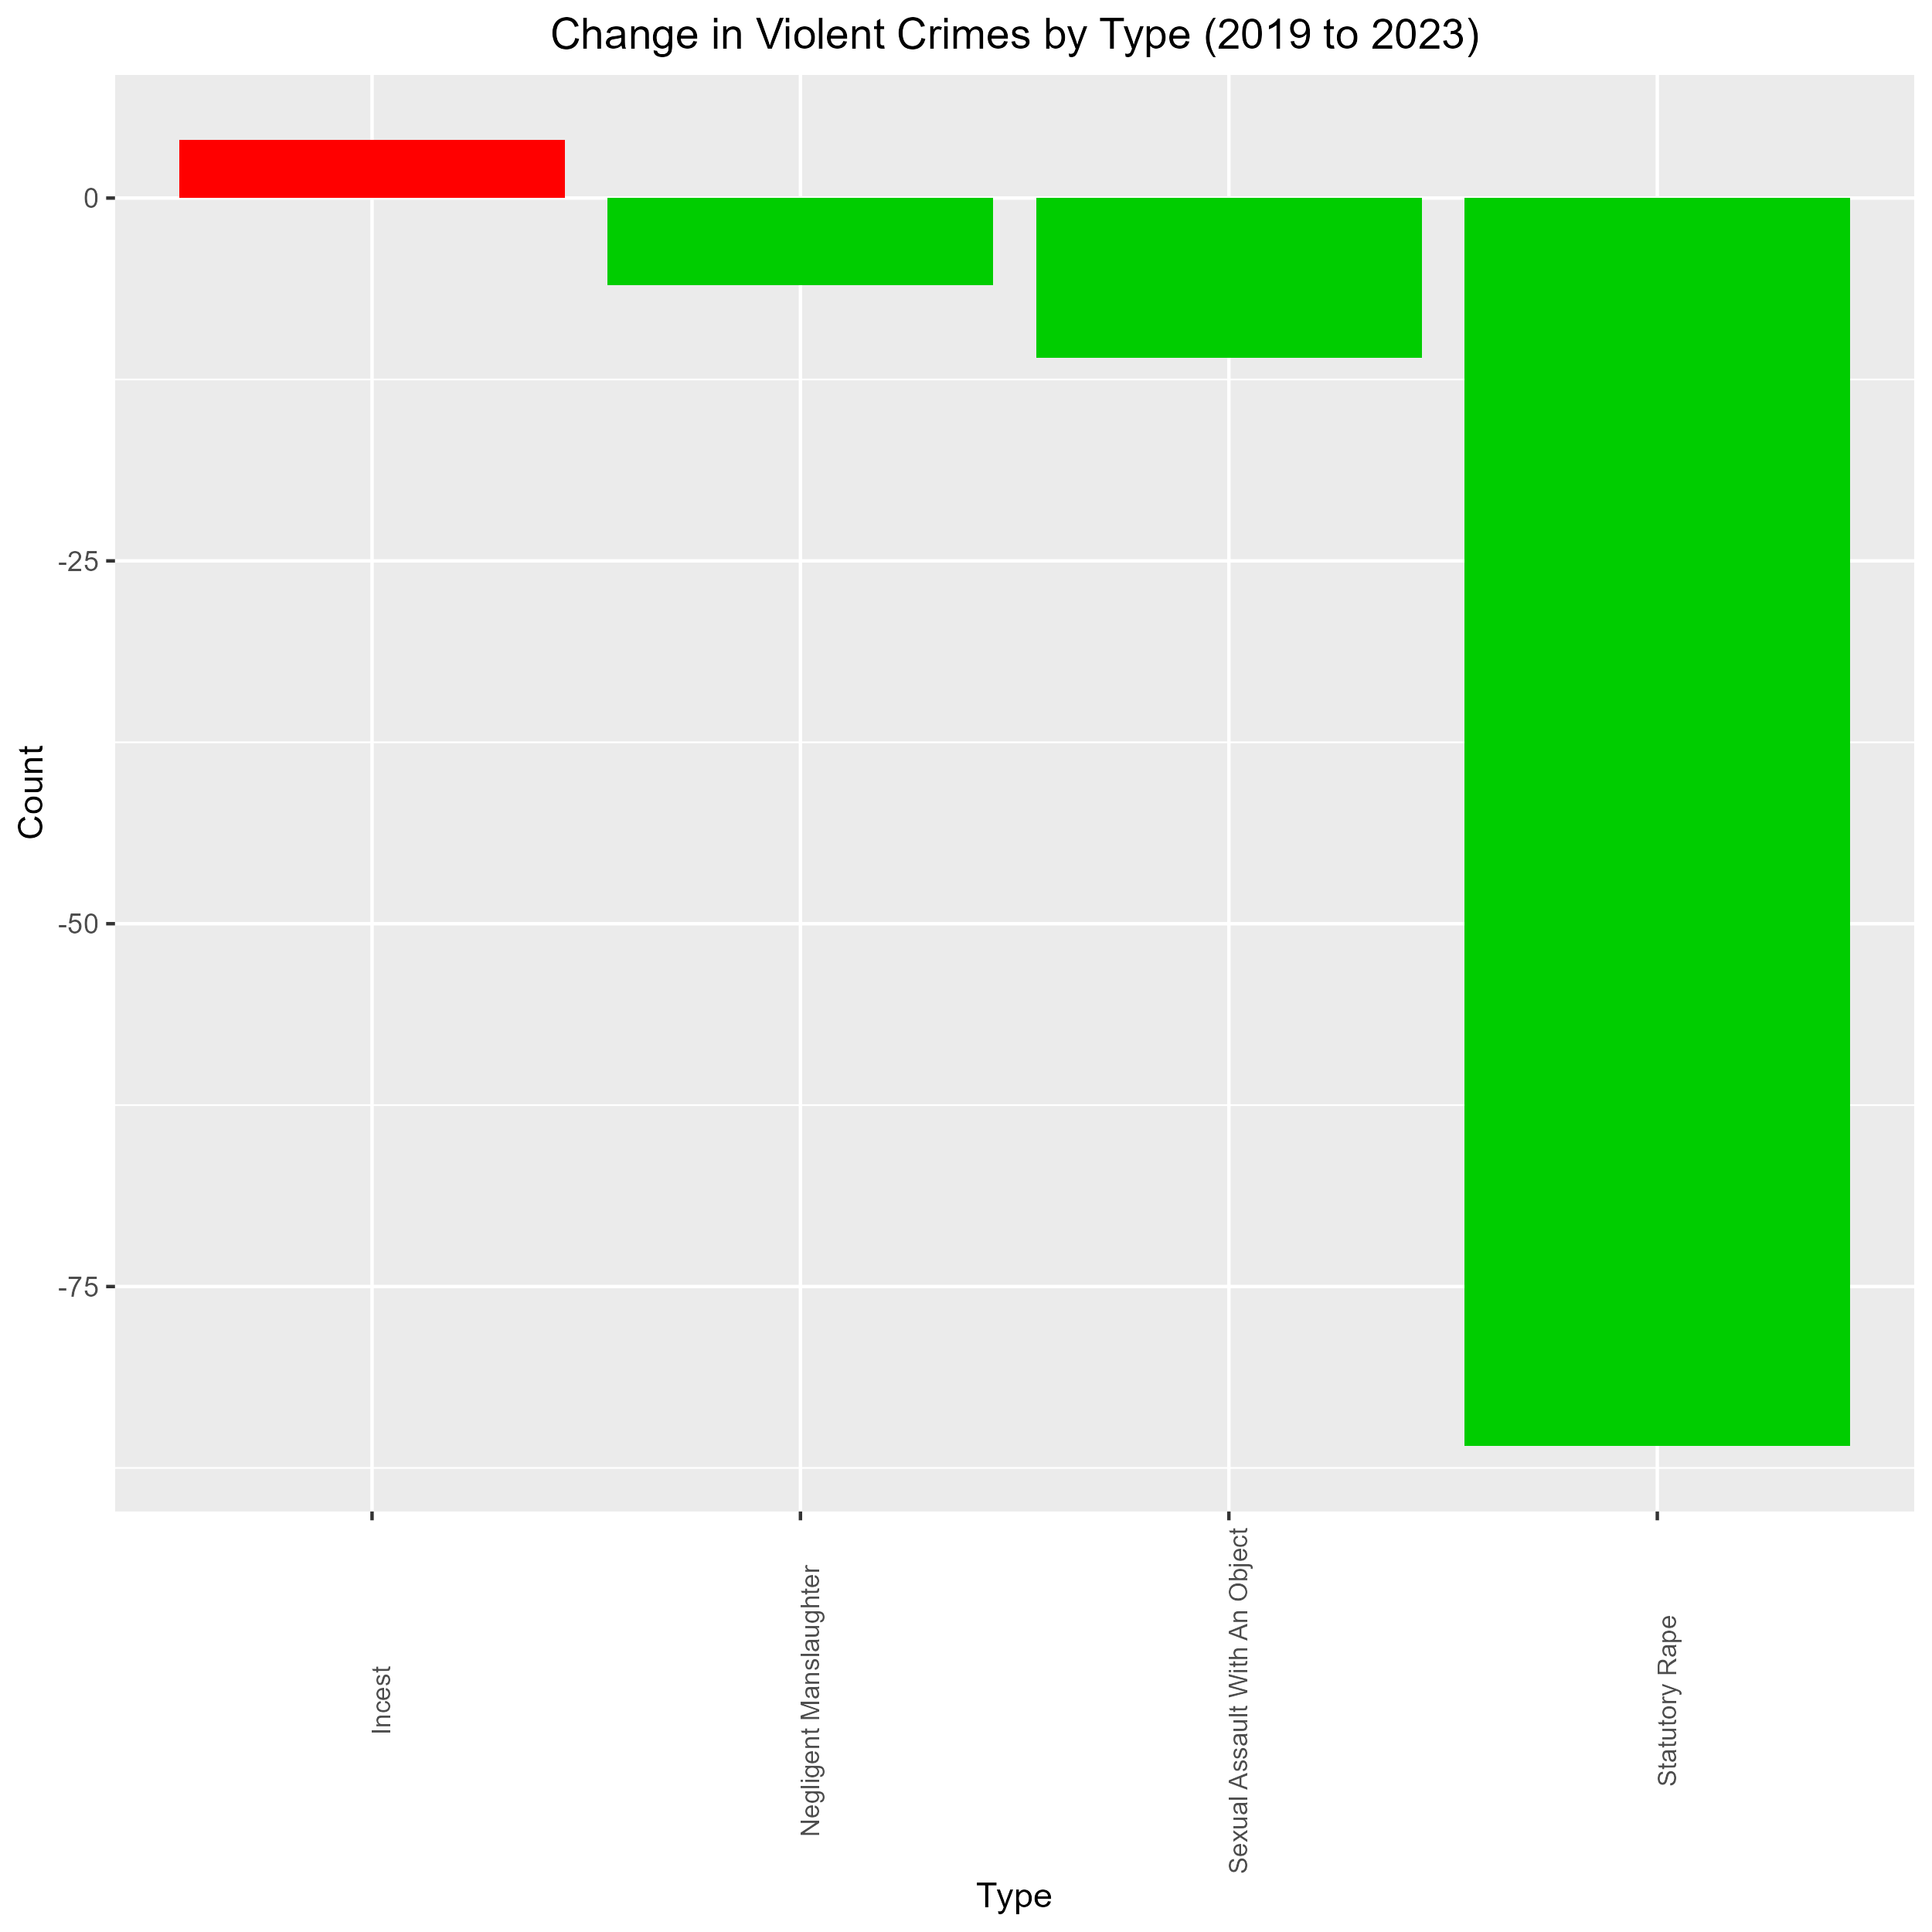 Change in Violent Crimes by Type (2019 to 2023)
Count
0
-25
-50
-75
Incest
Negligent Manslaughter
Sexual Assault With An Object
Statutory Rape
Type